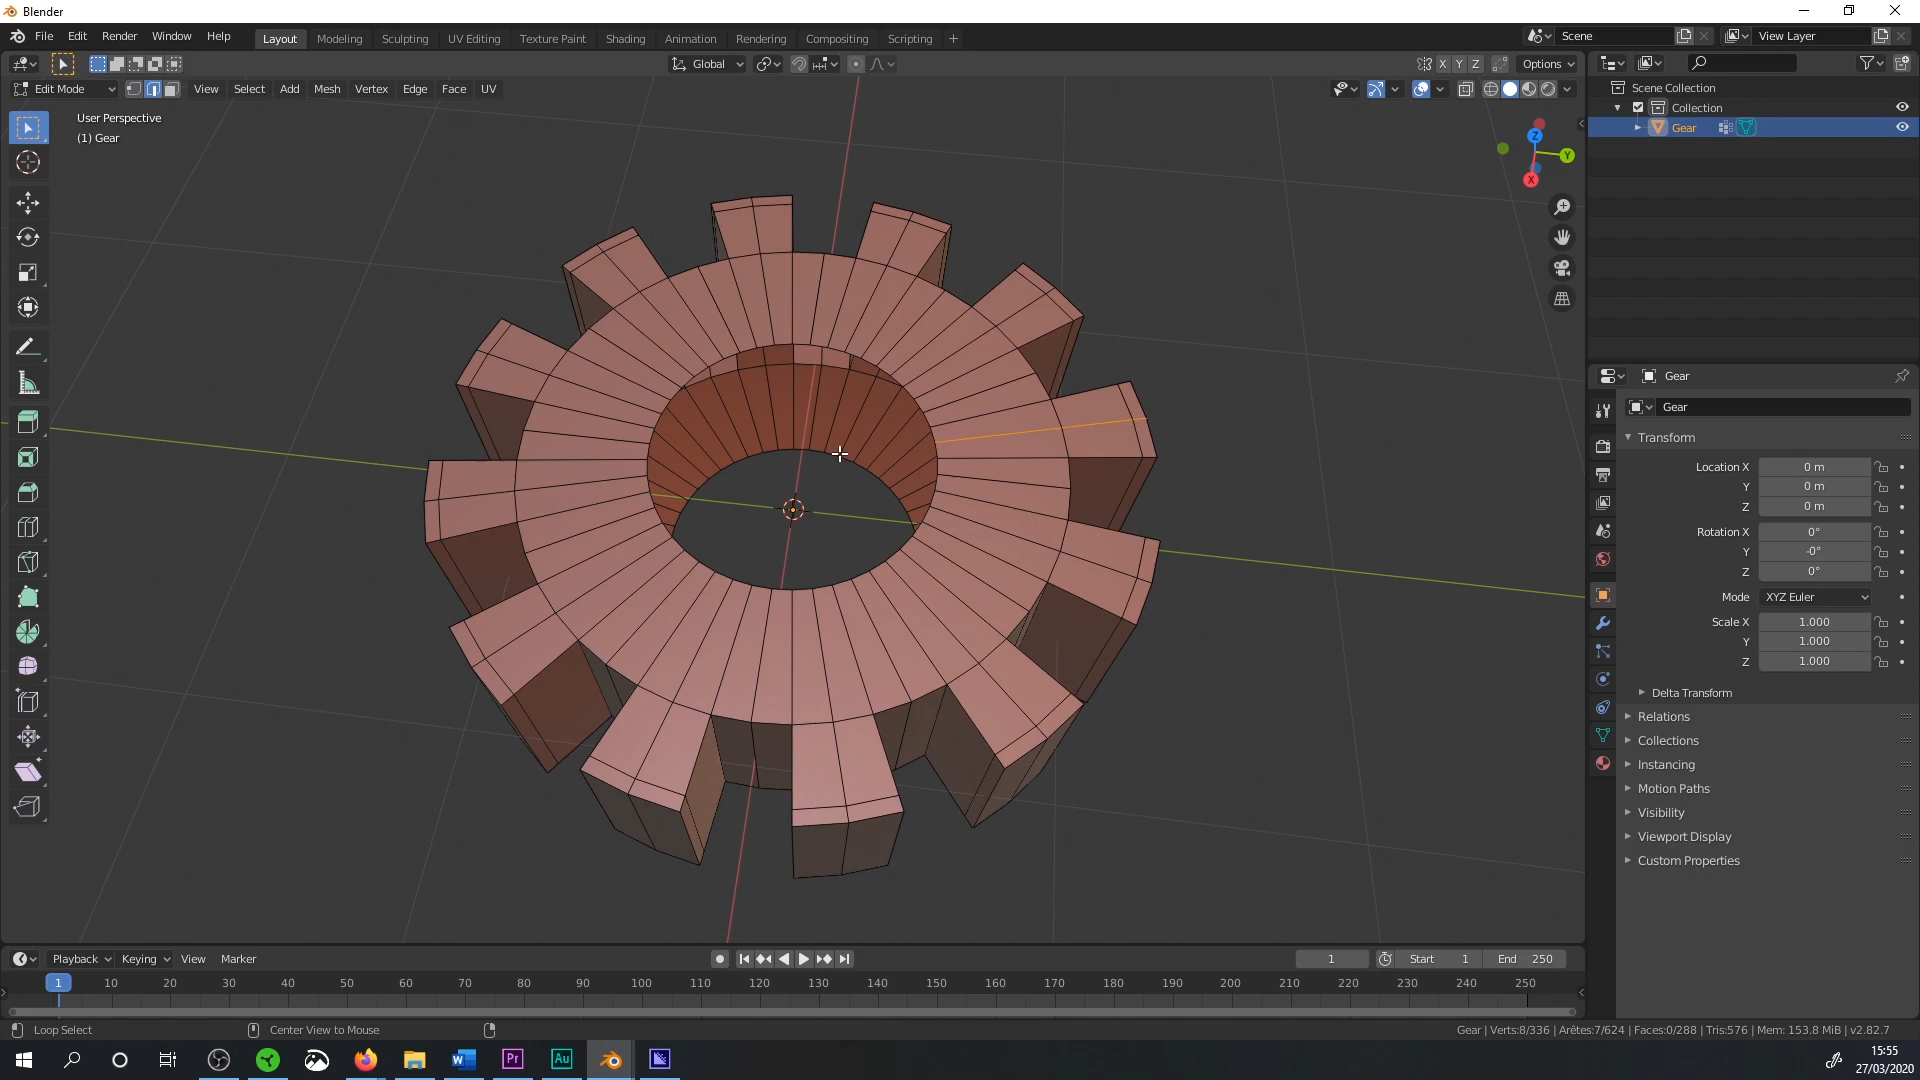 Blender
File Edit Render Window Help Layout Modeling Sculpting UV Editing Texture Paint Shading Animation Rendering Compositing Scripting + Scene View Layer
Global X Y Z Options
Edit Mode View Select Add Mesh Vertex Edge Face UV
User Perspective
(1) Gear
Z
Y
X
Scene Collection
Collection
Gear
Gear
Gear
Transform
Location X 0 m
Y 0 m
Z 0 m
Rotation X 0°
Y -0°
Z 0°
Mode XYZ Euler
Scale X 1.000
Y 1.000
Z 1.000
Delta Transform
Relations
Collections
Instancing
Motion Paths
Visibility
Viewport Display
Custom Properties
Playback Keying View Marker 1 Start 1 End 250
1 10 20 30 40 50 60 70 80 90 100 110 120 130 140 150 160 170 180 190 200 210 220 230 240 250
Loop Select Center View to Mouse Gear | Verts:8/336 | Arêtes:7/624 | Faces:0/288 | Tris:576 | Mem: 153.8 MiB | v2.82.7
W Pr Au
15:55
27/03/2020